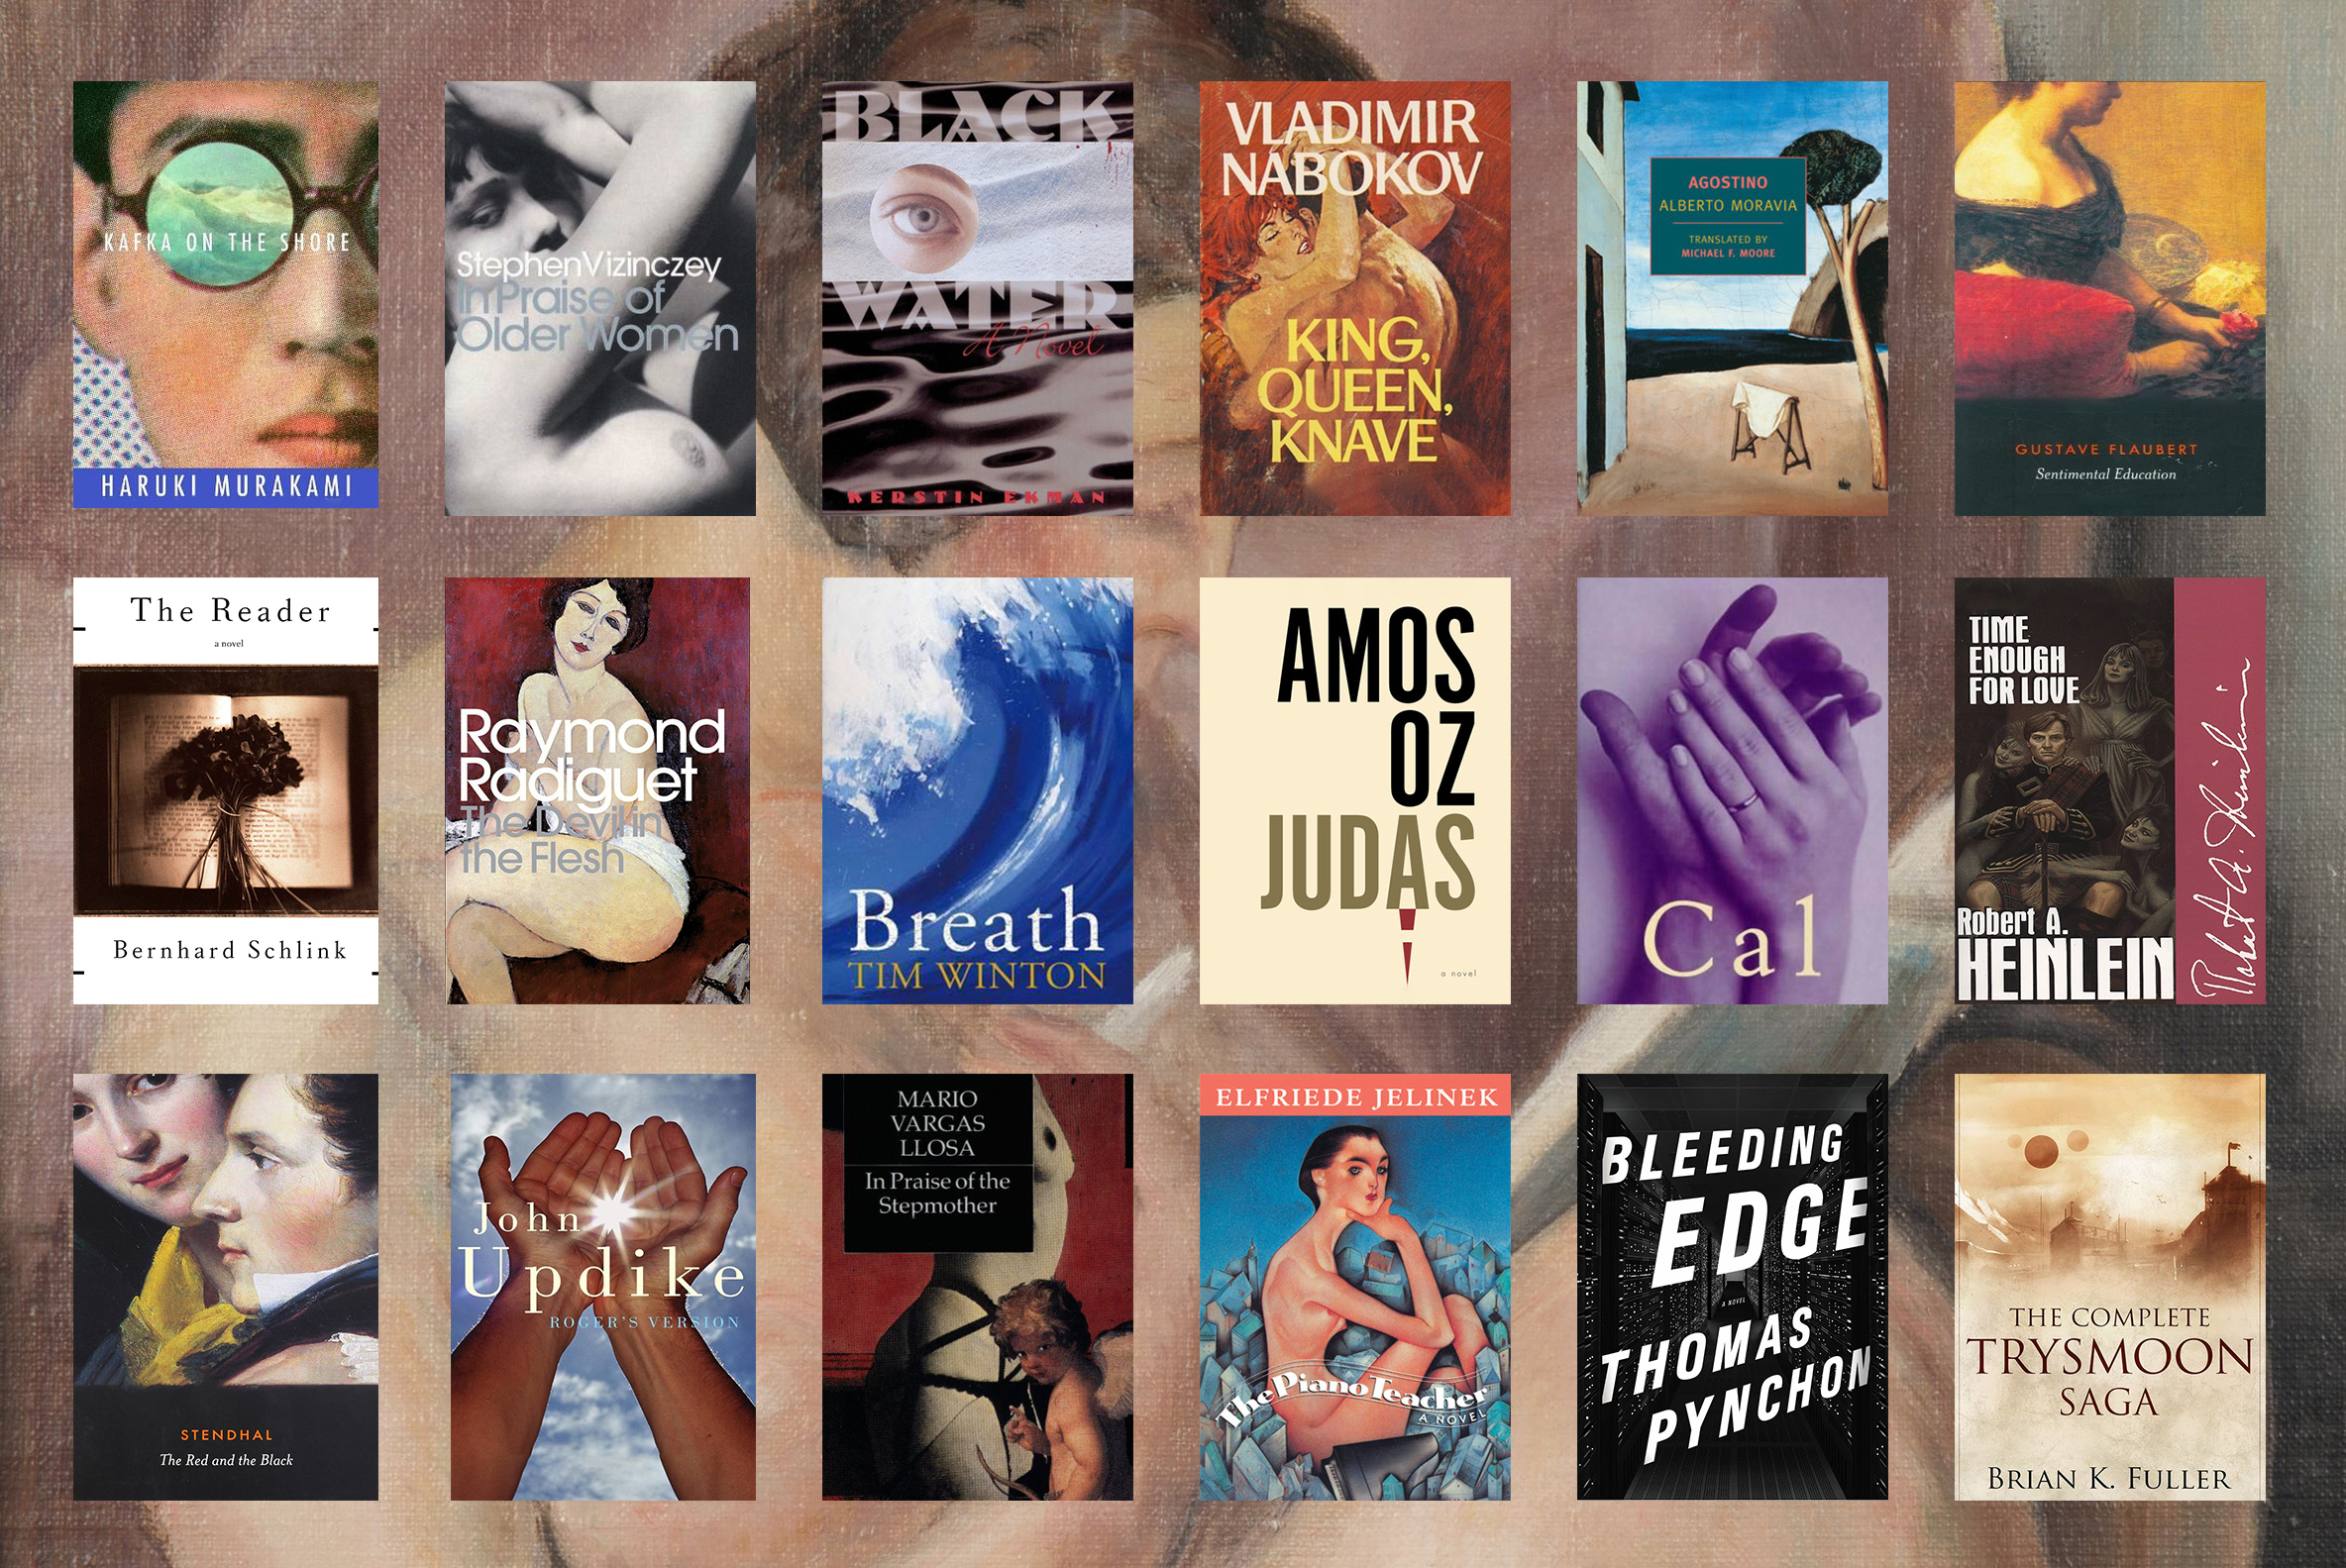 KAFKA ON THE SHORE
HARUKI MURAKAMI
Stephen Vizinczey
In Praise of
Older Women
BLACK
WATER
A Novel
KERSTIN EKMAN
VLADIMIR
NABOKOV
KING,
QUEEN,
KNAVE
AGOSTINO
ALBERTO MORAVIA
TRANSLATED BY
MICHAEL F. MOORE
GUSTAVE FLAUBERT
Sentimental Education
The Reader
a novel
Bernhard Schlink
Raymond
Radiguet
The Devil in
the Flesh
Breath
TIM WINTON
AMOS
OZ
JUDAS
a novel
Cal
TIME
ENOUGH
FOR LOVE
Robert A.
HEINLEIN
Robert A. Heinlein
STENDHAL
The Red and the Black
John
Updike
ROGER'S VERSION
MARIO
VARGAS
LLOSA
In Praise of the
Stepmother
ELFRIEDE JELINEK
The Piano Teacher
A NOVEL
BLEEDING
EDGE
A NOVEL
THOMAS
PYNCHON
THE COMPLETE
TRYSMOON
SAGA
BRIAN K. FULLER